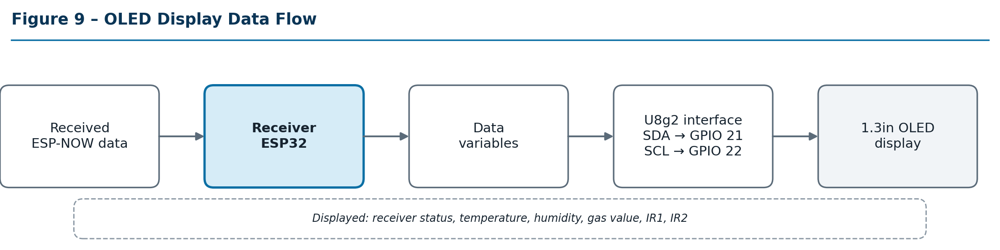 Figure 9 – OLED Display Data Flow
Received
ESP-NOW data
Receiver
ESP32
Data
variables
U8g2 interface
SDA → GPIO 21
SCL → GPIO 22
1.3in OLED
display
Displayed: receiver status, temperature, humidity, gas value, IR1, IR2